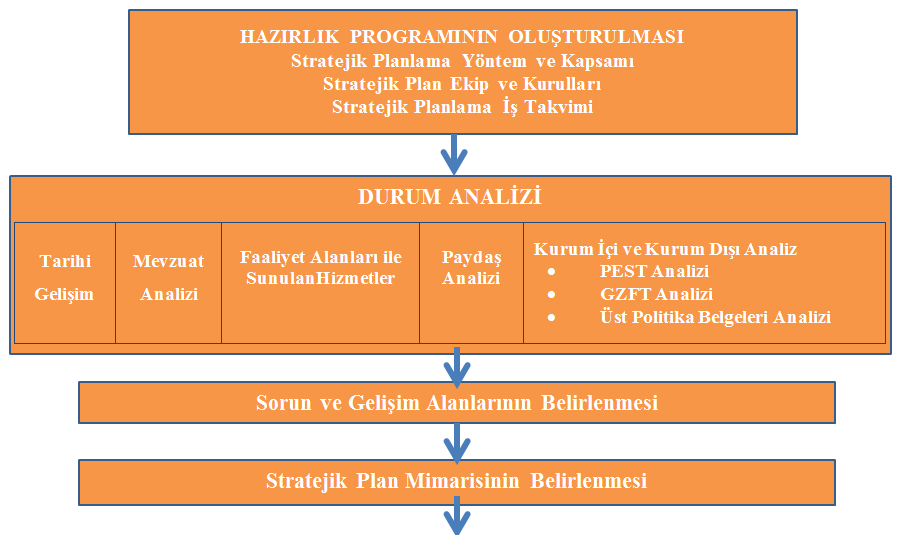 HAZIRLIK PROGRAMININ OLUŞTURULMASI
Stratejik Planlama Yöntem ve Kapsamı
Stratejik Plan Ekip ve Kurulları
Stratejik Planlama İş Takvimi
DURUM ANALİZİ
Tarihi
Gelişim
Mevzuat
Analizi
Faaliyet Alanları ile
Sunulan Hizmetler
Paydaş
Analizi
Kurum İçi ve Kurum Dışı Analiz
• PEST Analizi
• GZFT Analizi
• Üst Politika Belgeleri Analizi
Sorun ve Gelişim Alanlarının Belirlenmesi
Stratejik Plan Mimarisinin Belirlenmesi